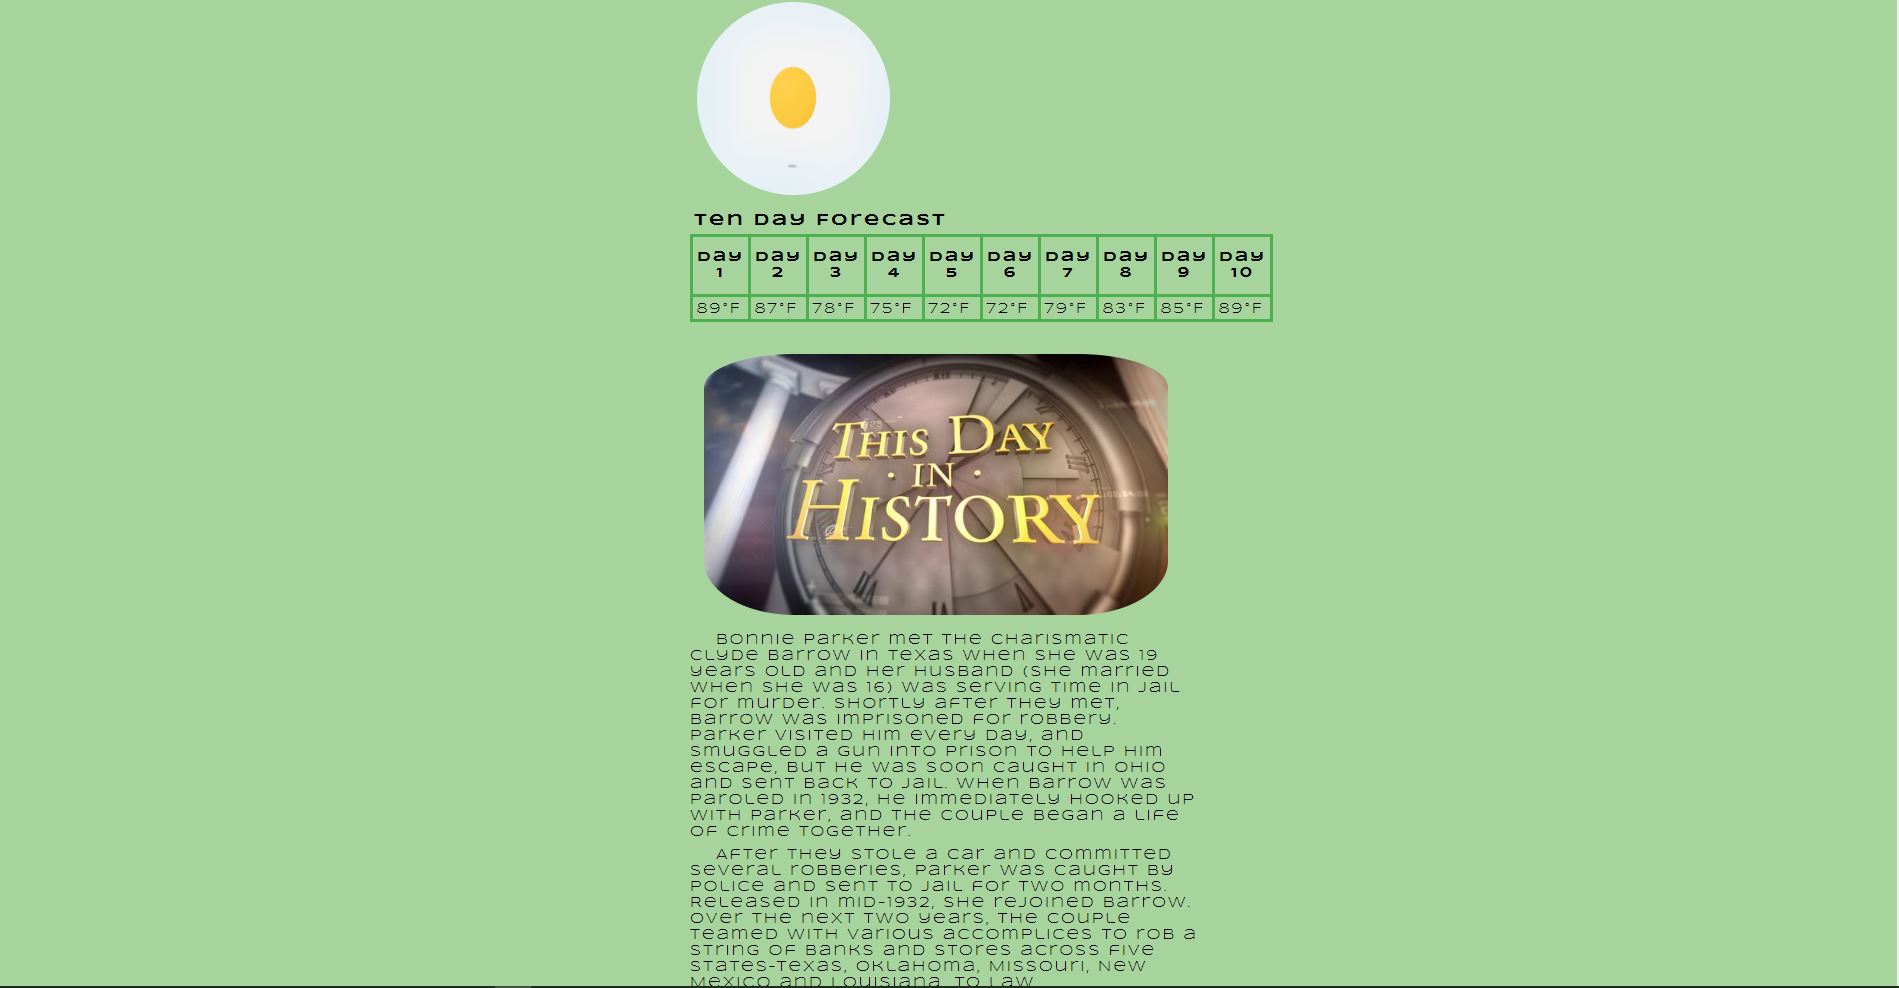 Ten Day Forecast
Day 1 Day 2 Day 3 Day 4 Day 5 Day 6 Day 7 Day 8 Day 9 Day 10
89°F 87°F 78°F 75°F 72°F 72°F 79°F 83°F 85°F 89°F
THIS DAY
· IN ·
HISTORY
Bonnie Parker met the charismatic
Clyde Barrow in Texas when she was 19
years old and her husband (she married
when she was 16) was serving time in jail
for murder. Shortly after they met,
Barrow was imprisoned for robbery.
Parker visited him every day, and
smuggled a gun into prison to help him
escape, but he was soon caught in Ohio
and sent back to jail. When Barrow was
paroled in 1932, he immediately hooked up
with Parker, and the couple began a life
of crime together.
After they stole a car and committed
several robberies, Parker was caught by
police and sent to jail for two months.
Released in mid-1932, she rejoined Barrow.
Over the next two years, the couple
teamed with various accomplices to rob a
string of banks and stores across five
states-Texas, Oklahoma, Missouri, New
Mexico and Louisiana. To law